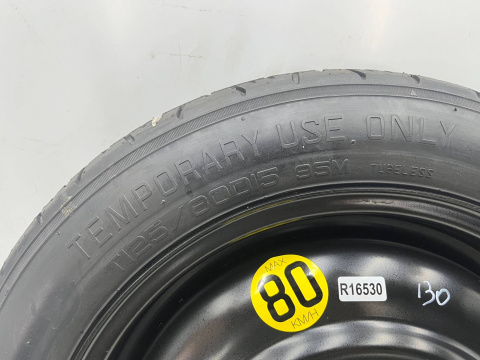 TEMPORARY USE ONLY
T125/80D15 95M TUBELESS
MAX
80
KM/H
R16530
130